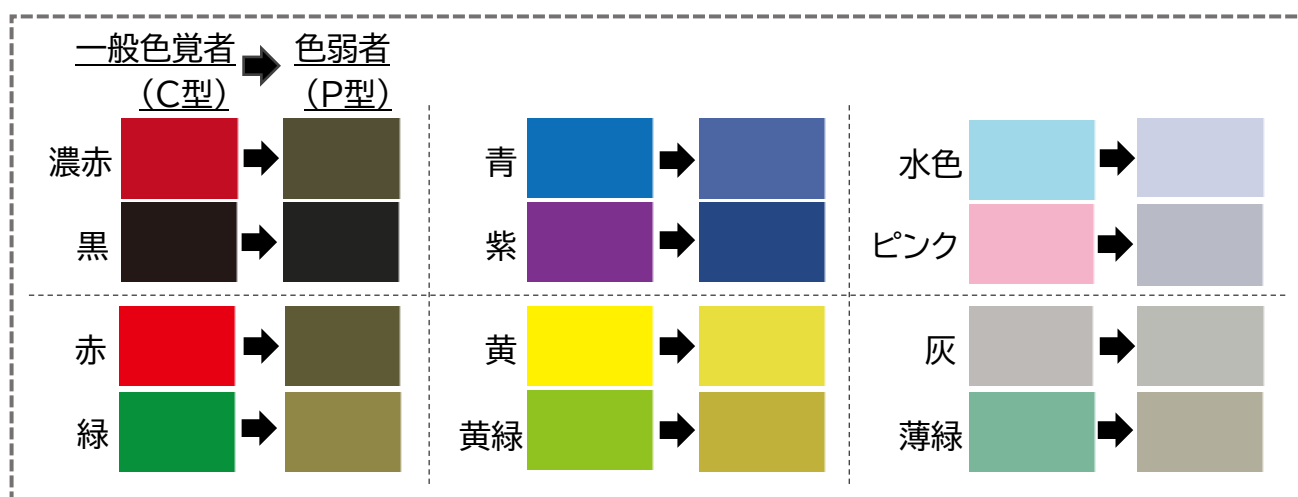 一般色覚者 色弱者
(C型) (P型)
濃赤
黒
青
紫
水色
ピンク
赤
緑
黄
黄緑
灰
薄緑